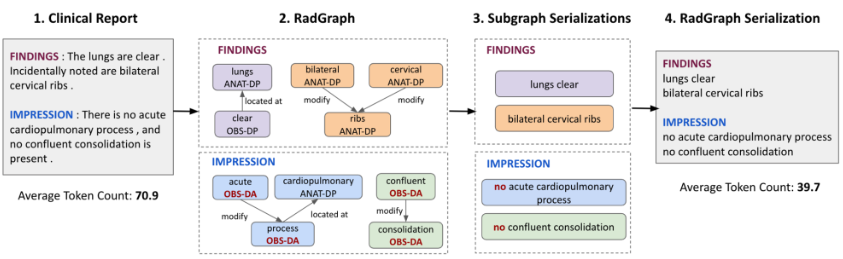 1. Clinical Report
FINDINGS : The lungs are clear .
Incidentally noted are bilateral
cervical ribs .
IMPRESSION : There is no acute
cardiopulmonary process , and
no confluent consolidation is
present .
Average Token Count: 70.9
2. RadGraph
FINDINGS
lungs
ANAT-DP
bilateral
ANAT-DP
cervical
ANAT-DP
located at
modify
modify
clear
OBS-DP
ribs
ANAT-DP
IMPRESSION
acute
OBS-DA
cardiopulmonary
ANAT-DP
confluent
OBS-DA
modify
located at
modify
process
OBS-DA
consolidation
OBS-DA
3. Subgraph Serializations
FINDINGS
lungs clear
bilateral cervical ribs
IMPRESSION
no acute cardiopulmonary
process
no confluent consolidation
4. RadGraph Serialization
FINDINGS
lungs clear
bilateral cervical ribs
IMPRESSION
no acute cardiopulmonary process
no confluent consolidation
Average Token Count: 39.7